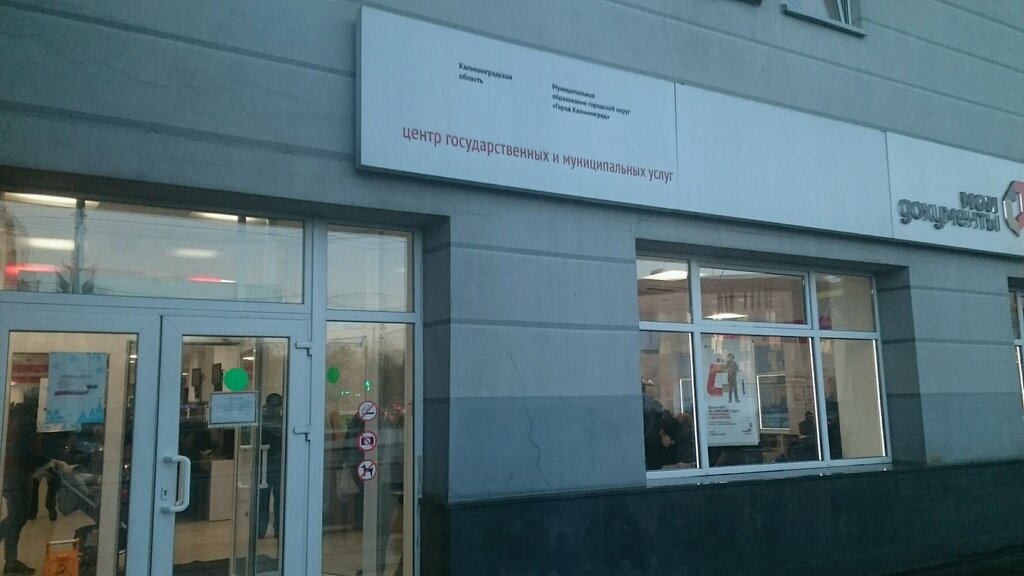 Калининградская
область
Муниципальное
образование городской округ
«Город Калининград»
центр государственных и муниципальных услуг
мои
документы